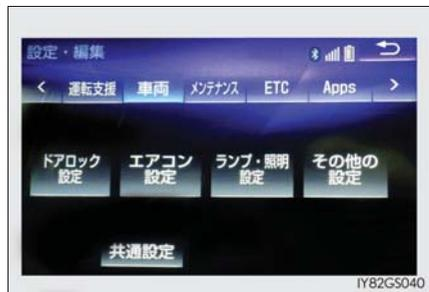 設定・編集
< 運転支援 車両 メンテナンス ETC Apps >
ドアロック
設定
エアコン
設定
ランプ・照明
設定
その他の
設定
共通設定
IY82GS040